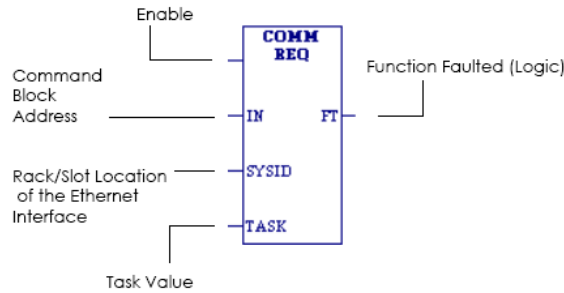 Enable
COMM
REQ
Function Faulted (Logic)
Command
Block
Address
IN
FT
Rack/Slot Location
of the Ethernet
Interface
SYSID
TASK
Task Value